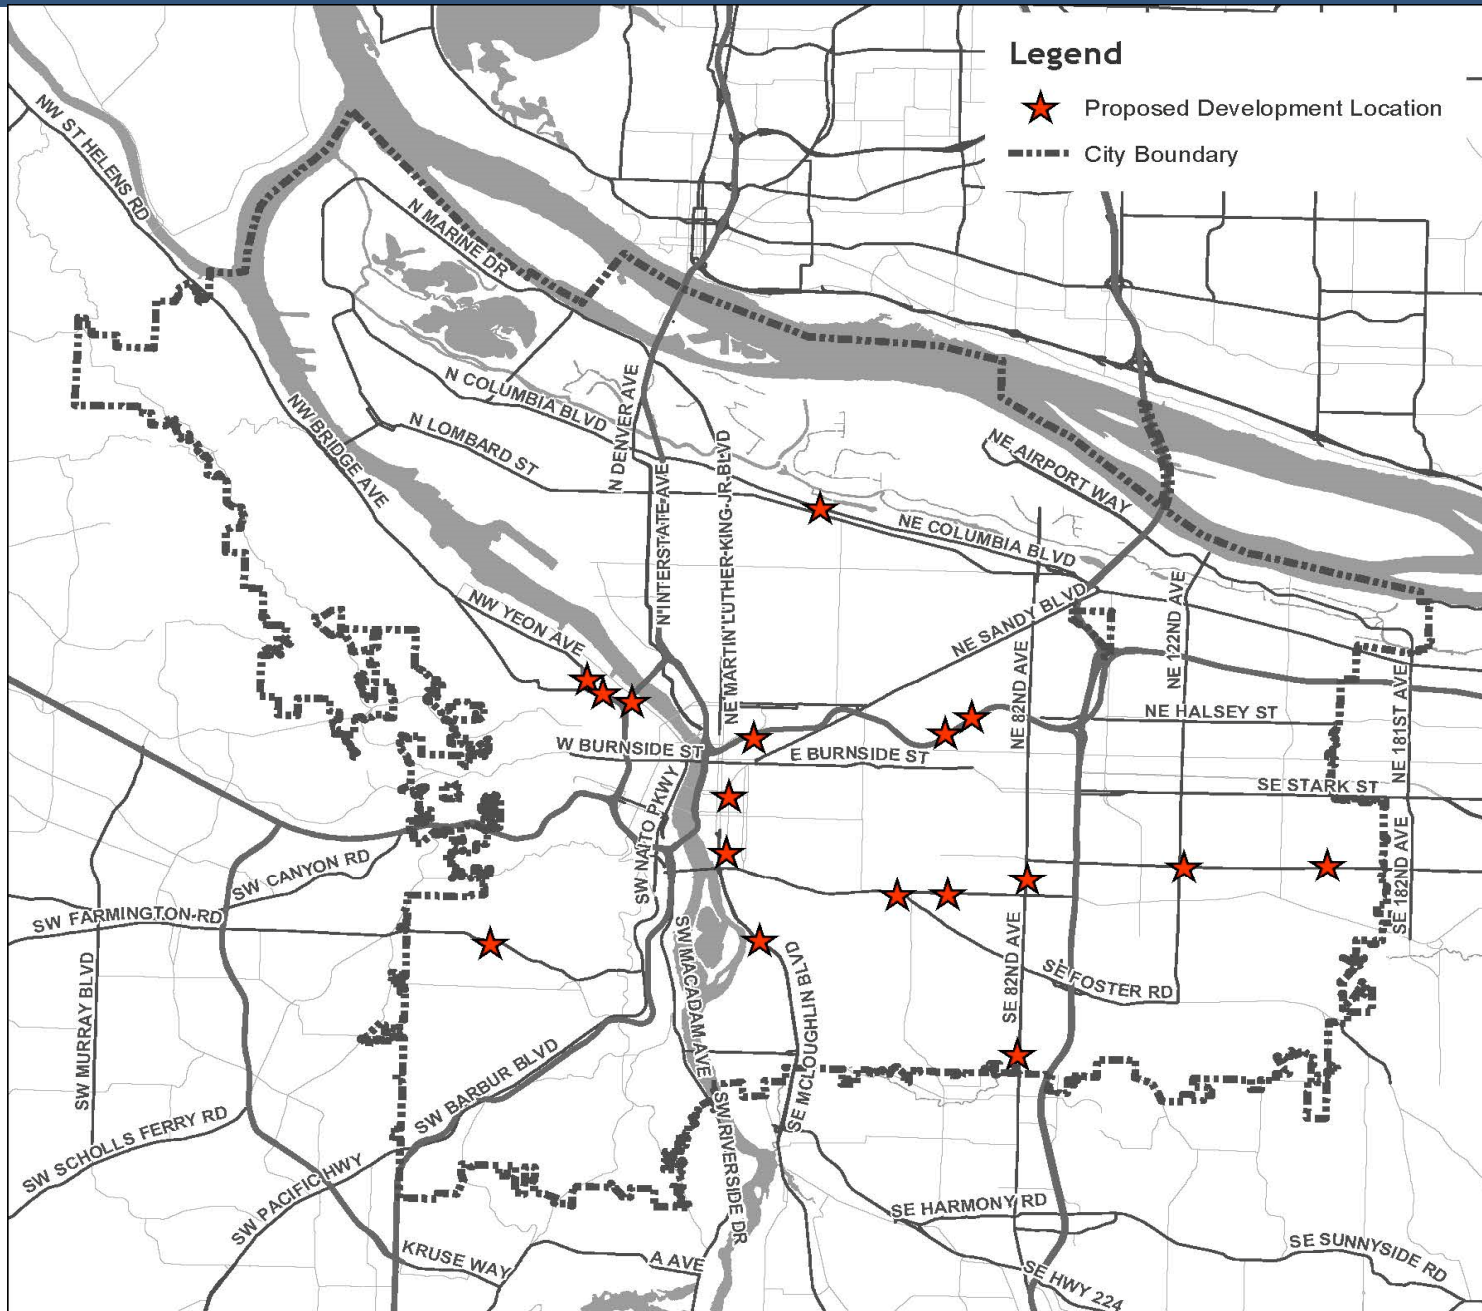 Legend
Proposed Development Location
City Boundary
NW ST HELENS RD
N MARINE DR
N COLUMBIA BLVD
N LOMBARD ST
N DENVER AVE
NW BRIDGE AVE
N INTERSTATE AVE
NE MARTIN LUTHER KING JR BLVD
NE AIRPORT WAY
NE COLUMBIA BLVD
NW YEON AVE
NE SANDY BLVD
NE 122ND AVE
NE 82ND AVE
NE 181ST AVE
NE HALSEY ST
W BURNSIDE ST
E BURNSIDE ST
SE STARK ST
SW NAITO PKWY
SW CANYON RD
SW FARMINGTON RD
SE 182ND AVE
SW MURRAY BLVD
SW MACADAM AVE
SE MCLOUGHLIN BLVD
SE 82ND AVE
SE FOSTER RD
SW BARBUR BLVD
SW SCHOLLS FERRY RD
SW PACIFIC HWY
SW RIVERSIDE DR
KRUSE WAY
A AVE
SE HARMONY RD
SE SUNNYSIDE RD
SE HWY 224